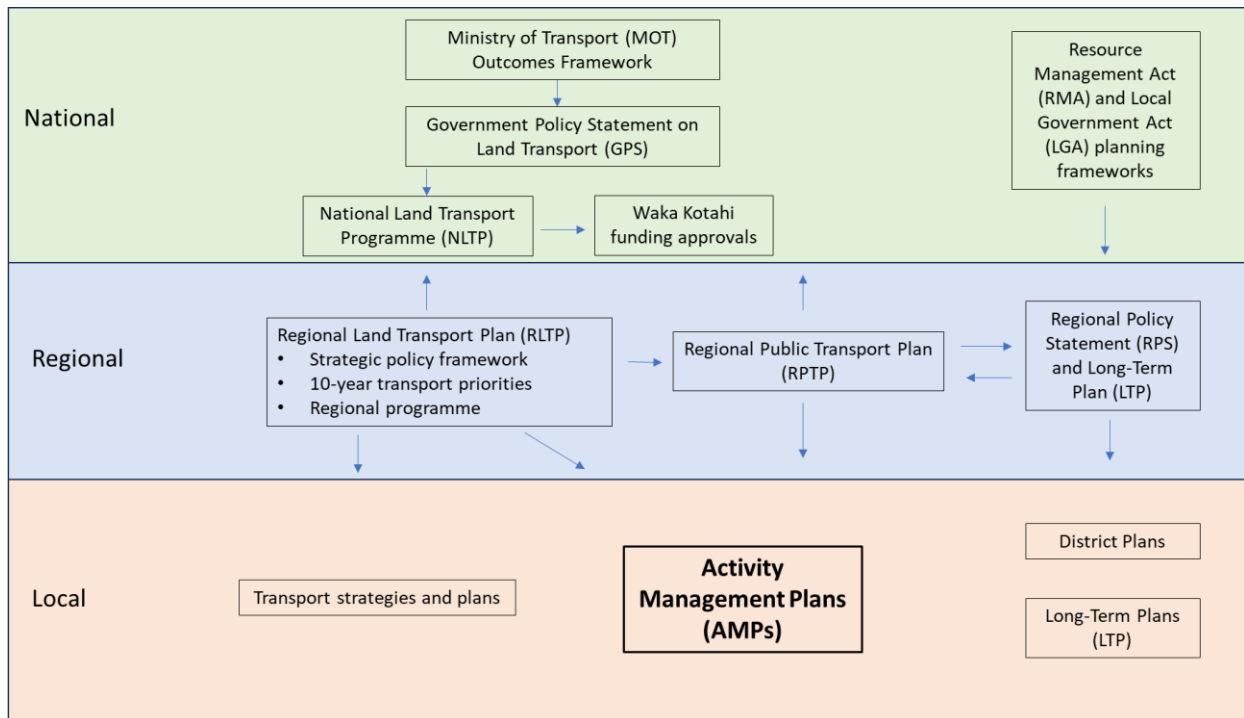 National
Ministry of Transport (MOT)
Outcomes Framework
Government Policy Statement on
Land Transport (GPS)
National Land Transport
Programme (NLTP)
Waka Kotahi
funding approvals
Resource
Management Act
(RMA) and Local
Government Act
(LGA) planning
frameworks
Regional
Regional Land Transport Plan (RLTP)
• Strategic policy framework
• 10-year transport priorities
• Regional programme
Regional Public Transport Plan
(RPTP)
Regional Policy
Statement (RPS)
and Long-Term
Plan (LTP)
Local
Transport strategies and plans
Activity
Management Plans
(AMPs)
District Plans
Long-Term Plans
(LTP)